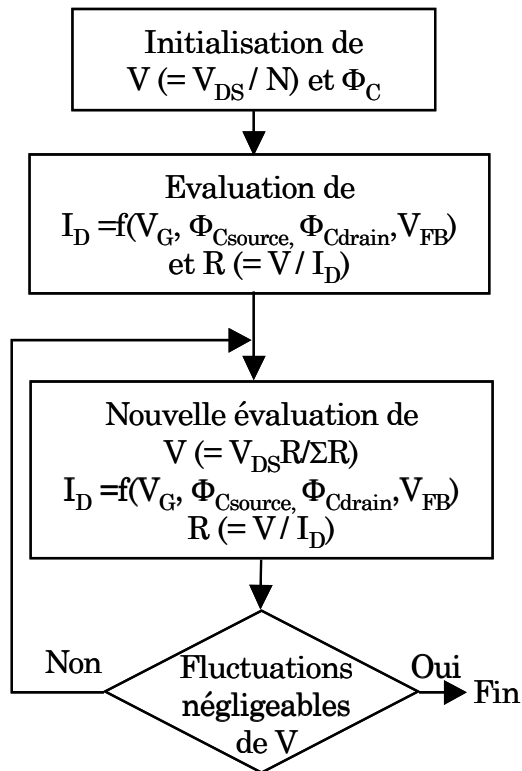 Initialisation de
V (= V_DS / N) et Φ_C
Evaluation de
I_D =f(V_G, Φ_Csource, Φ_Cdrain,V_FB)
et R (= V / I_D)
Nouvelle évaluation de
V (= V_DSR/ΣR)
I_D =f(V_G, Φ_Csource, Φ_Cdrain,V_FB)
R (= V / I_D)
Non
Fluctuations
négligeables
de V
Oui
Fin